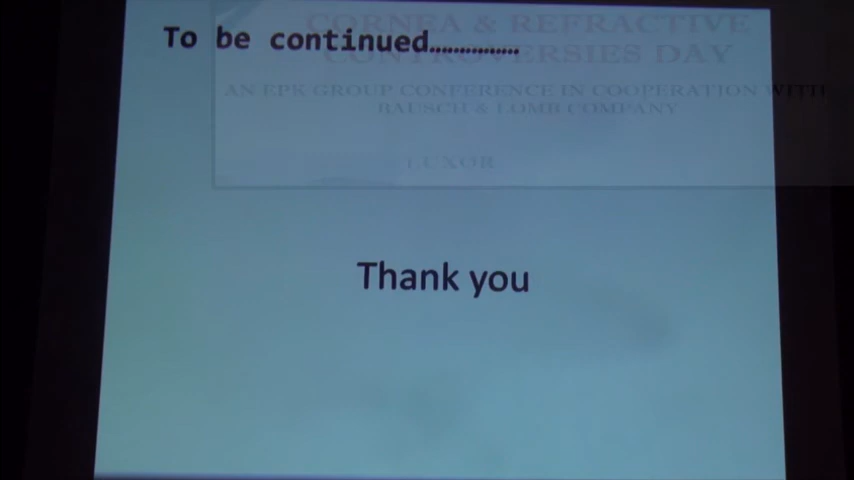 To be continued................
CORNEA & REFRACTIVE
CONTROVERSIES DAY
AN EPK GROUP CONFERENCE IN COOPERATION WITH
BAUSCH & LOMB COMPANY
LUXOR
Thank you